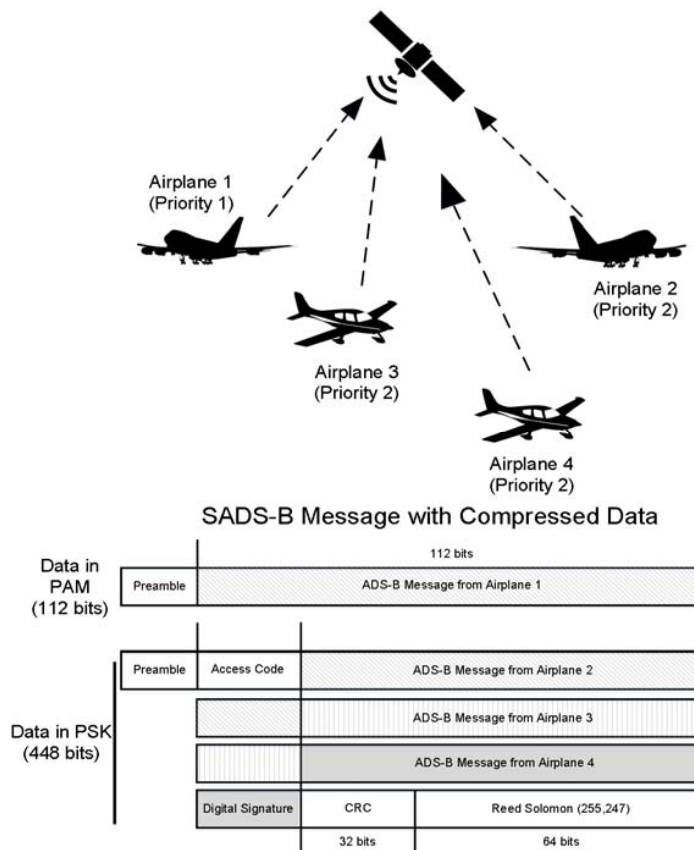 Airplane 1
(Priority 1)
Airplane 2
(Priority 2)
Airplane 3
(Priority 2)
Airplane 4
(Priority 2)
SADS-B Message with Compressed Data
Data in
PAM
(112 bits)
112 bits
Preamble
ADS-B Message from Airplane 1
Data in PSK
(448 bits)
Preamble
Access Code
ADS-B Message from Airplane 2
ADS-B Message from Airplane 3
ADS-B Message from Airplane 4
Digital Signature
CRC
Reed Solomon (255,247)
32 bits
64 bits